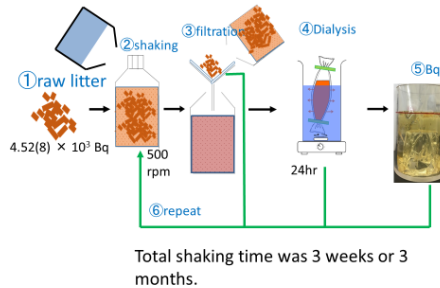 ①raw litter
4.52(8) × 10³ Bq
②shaking
500
rpm
③filtration
④Dialysis
24hr
⑤Bq
⑥repeat
Total shaking time was 3 weeks or 3
months.